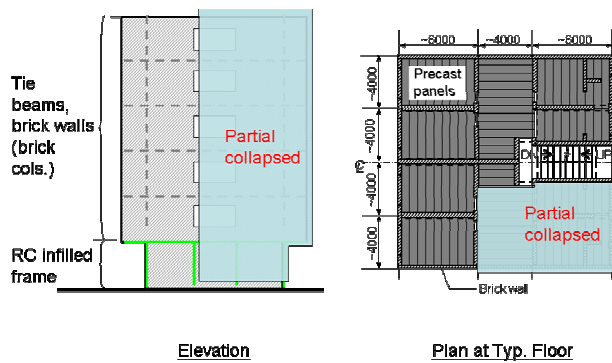 Tie
beams,
brick walls
(brick
cols.)
RC infilled
frame
Partial
collapsed
Elevation
~6000
~4000
~6000
~4000
~4000
~4000
~4000
Precast
panels
UP
Partial
collapsed
Brick wall
Plan at Typ. Floor